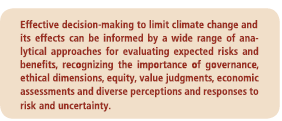 Effective decision-making to limit climate change and
its effects can be informed by a wide range of ana-
lytical approaches for evaluating expected risks and
benefits, recognizing the importance of governance,
ethical dimensions, equity, value judgments, economic
assessments and diverse perceptions and responses to
risk and uncertainty.